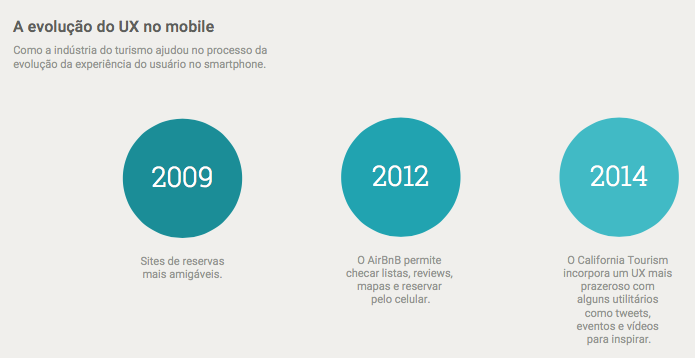 A evolução do UX no mobile
Como a indústria do turismo ajudou no processo da
evolução da experiência do usuário no smartphone.
2009
Sites de reservas
mais amigáveis.
2012
O AirBnB permite
checar listas, reviews,
mapas e reservar
pelo celular.
2014
O California Tourism
incorpora um UX mais
prazeroso com
alguns utilitários
como tweets,
eventos e vídeos
para inspirar.